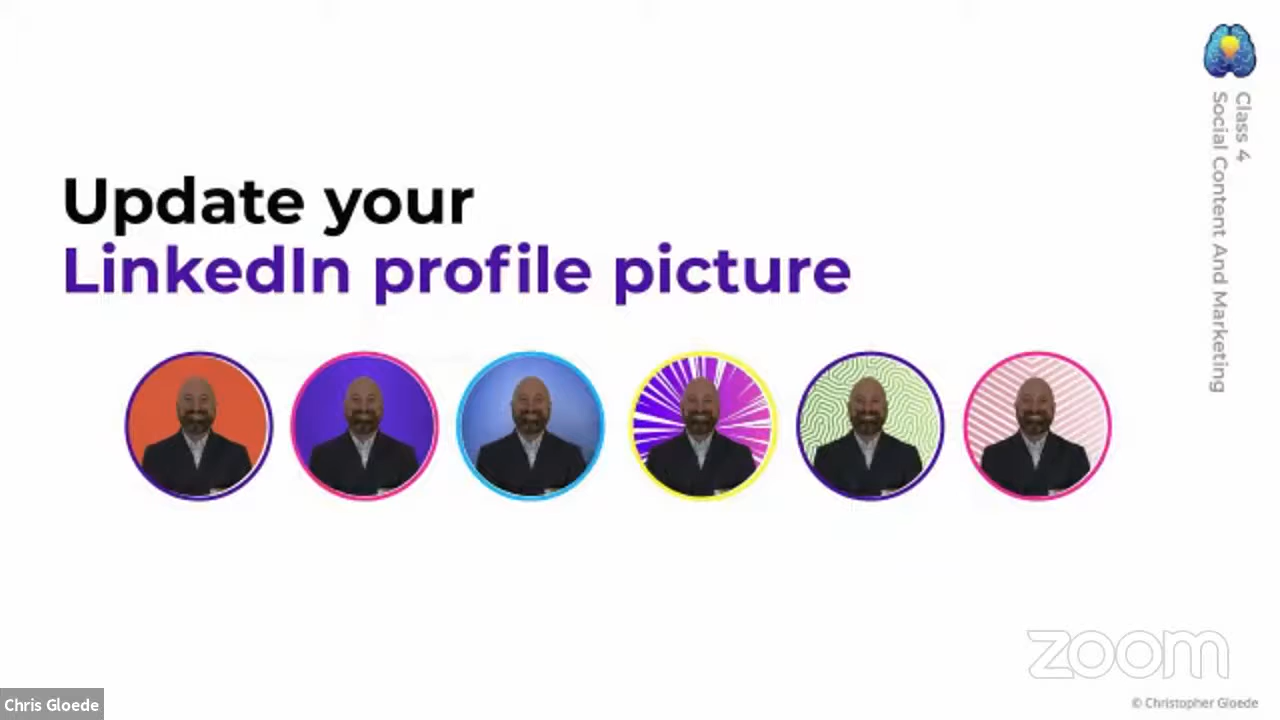 Update your
LinkedIn profile picture
Class 4
Social Content And Marketing
zoom
Chris Gloede
© Christopher Gloede